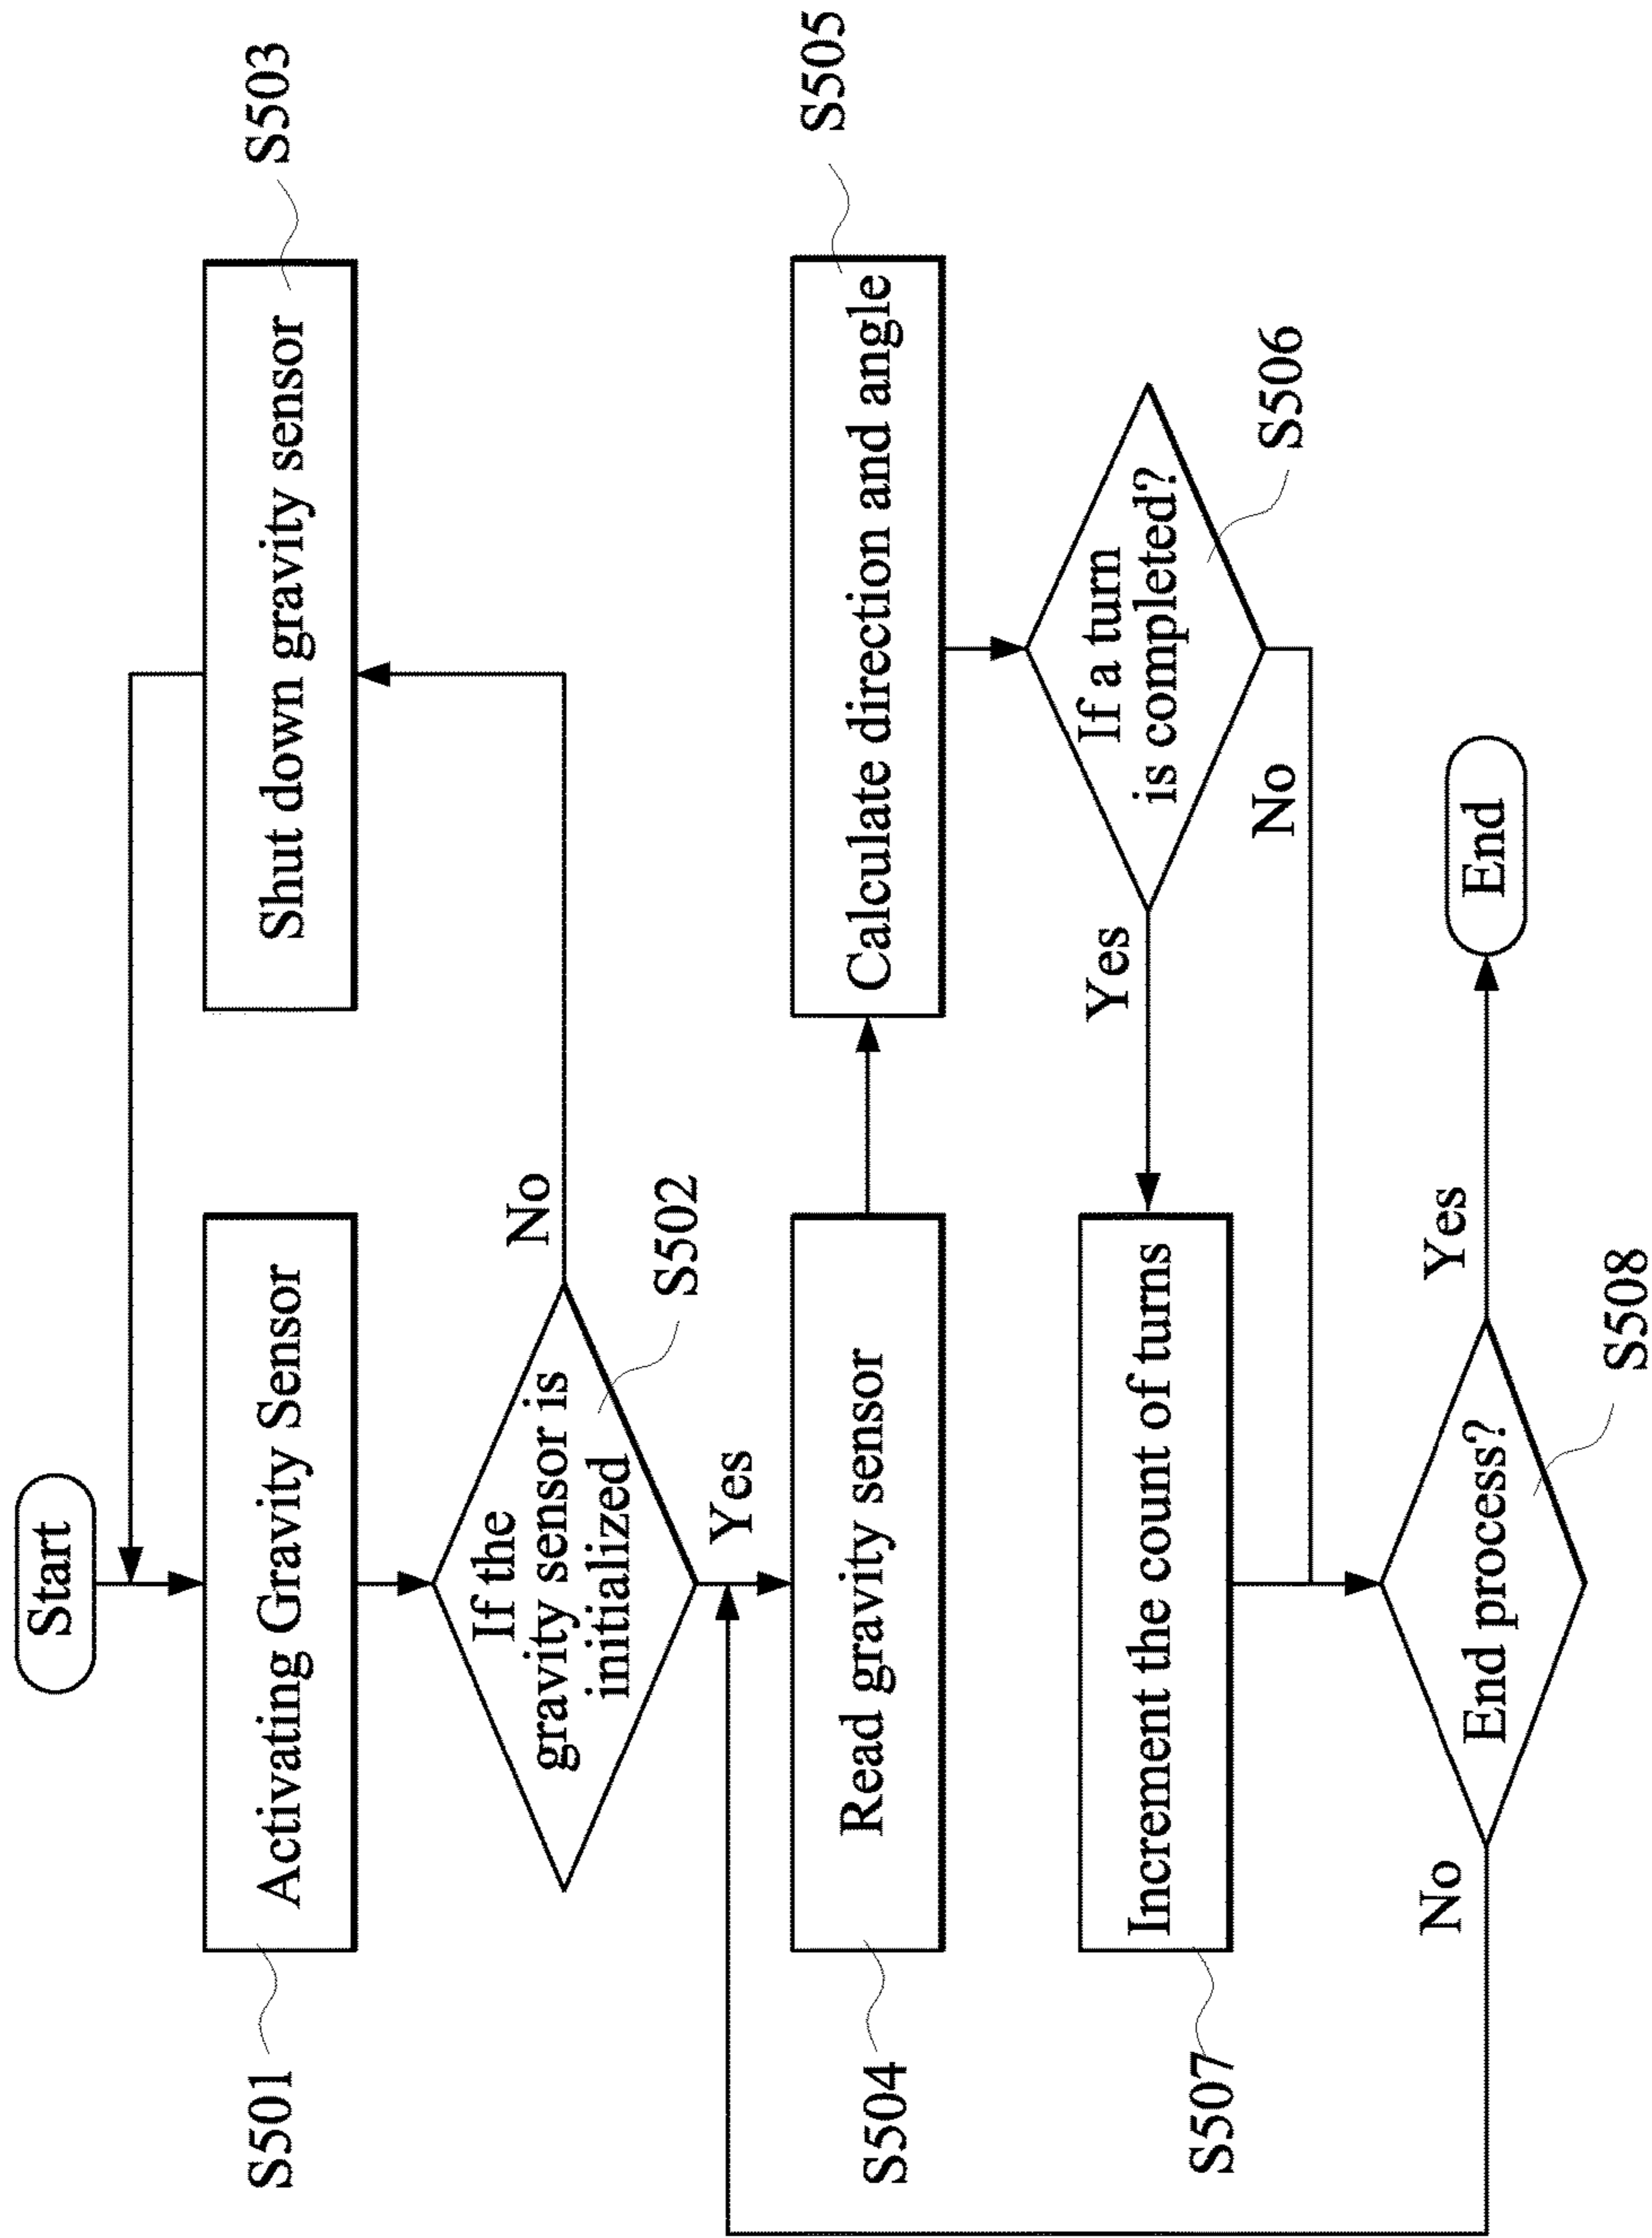 Start
Activating Gravity Sensor
S501
If the
gravity sensor is
initialized
S502
No
Yes
Shut down gravity sensor
S503
Read gravity sensor
S504
Calculate direction and angle
S505
If a turn
is completed?
S506
Yes
No
Increment the count of turns
S507
End process?
S508
No
Yes
End